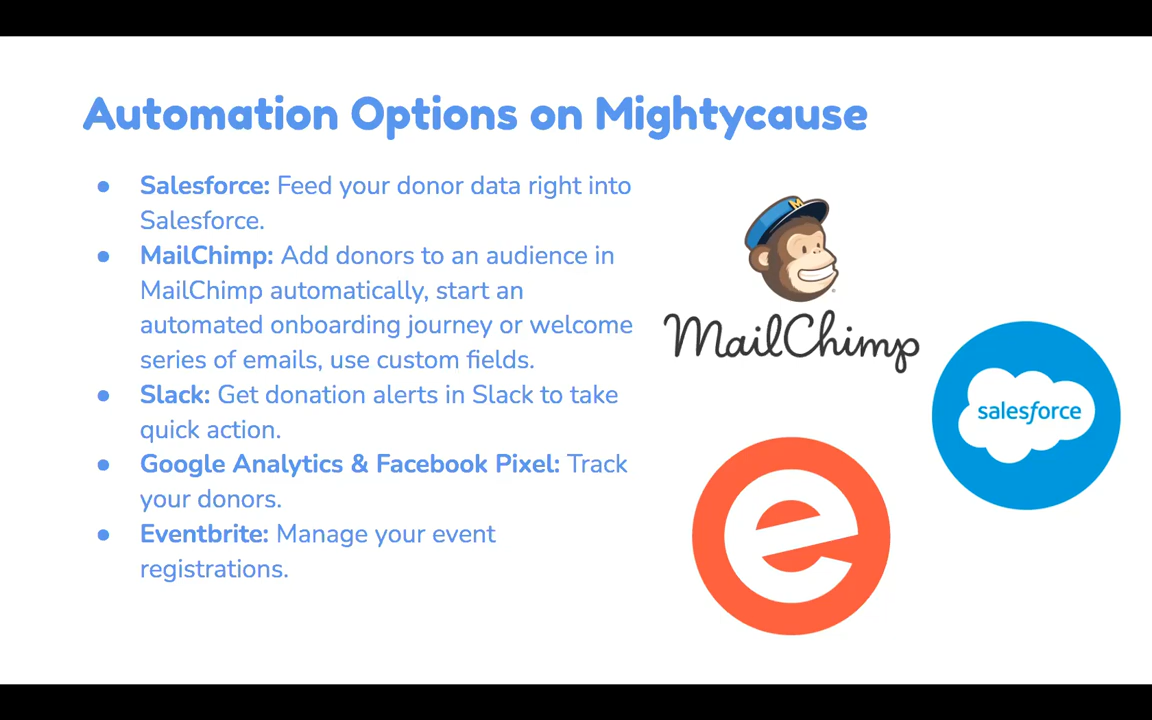 Automation Options on Mightycause
● Salesforce: Feed your donor data right into
Salesforce.
● MailChimp: Add donors to an audience in
MailChimp automatically, start an
automated onboarding journey or welcome
series of emails, use custom fields.
● Slack: Get donation alerts in Slack to take
quick action.
● Google Analytics & Facebook Pixel: Track
your donors.
● Eventbrite: Manage your event
registrations.
M
MailChimp
salesforce
e